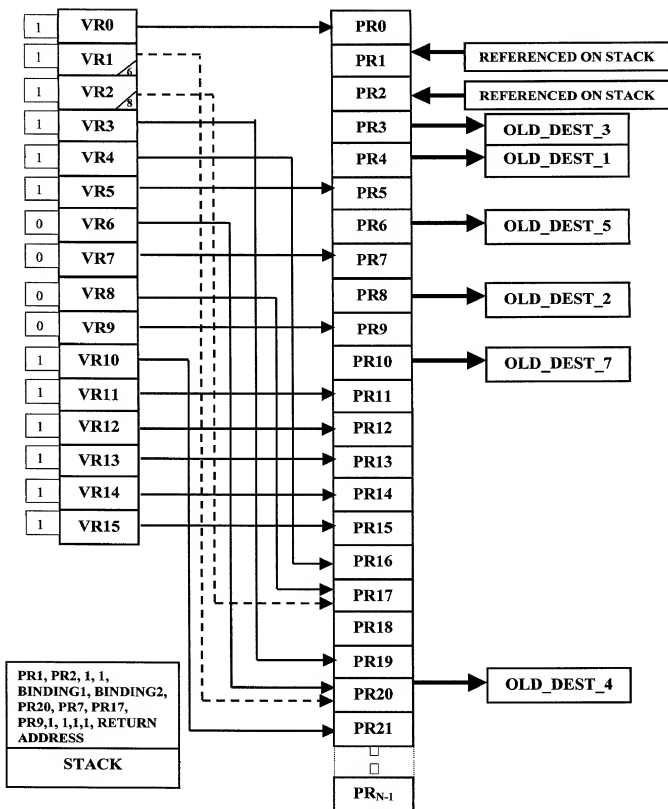 1 VR0 PR0
1 VR1 6 PR1 REFERENCED ON STACK
1 VR2 8 PR2 REFERENCED ON STACK
1 VR3 PR3 OLD_DEST_3
1 VR4 PR4 OLD_DEST_1
1 VR5 PR5
0 VR6 PR6 OLD_DEST_5
0 VR7 PR7
0 VR8 PR8 OLD_DEST_2
0 VR9 PR9
1 VR10 PR10 OLD_DEST_7
1 VR11 PR11
1 VR12 PR12
1 VR13 PR13
1 VR14 PR14
1 VR15 PR15
PR16
PR17
PR18
PR19
PR20 OLD_DEST_4
PR21
PRN-1
PR1, PR2, 1, 1,
BINDING1, BINDING2,
PR20, PR7, PR17,
PR9,1, 1,1,1, RETURN
ADDRESS
STACK